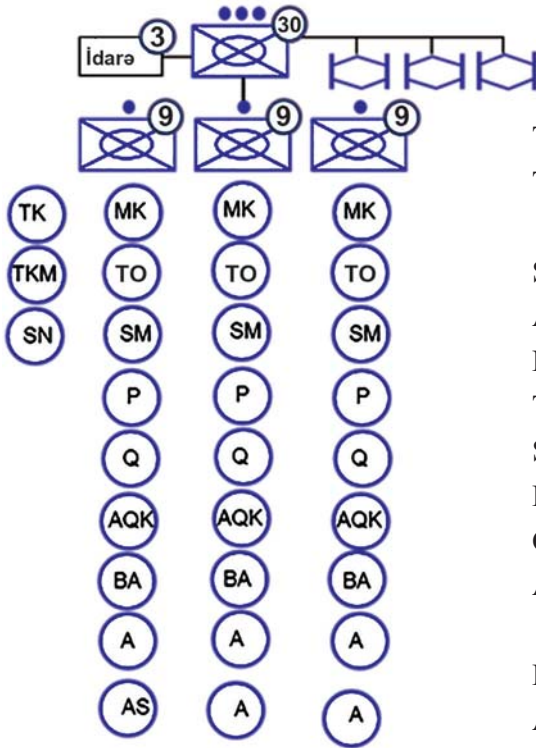 30
3
İdarə
9 9 9
TK MK MK MK
TKM TO TO TO
SN SM SM SM
P P P
Q Q Q
AQK AQK AQK
BA BA BA
A A A
AS A A